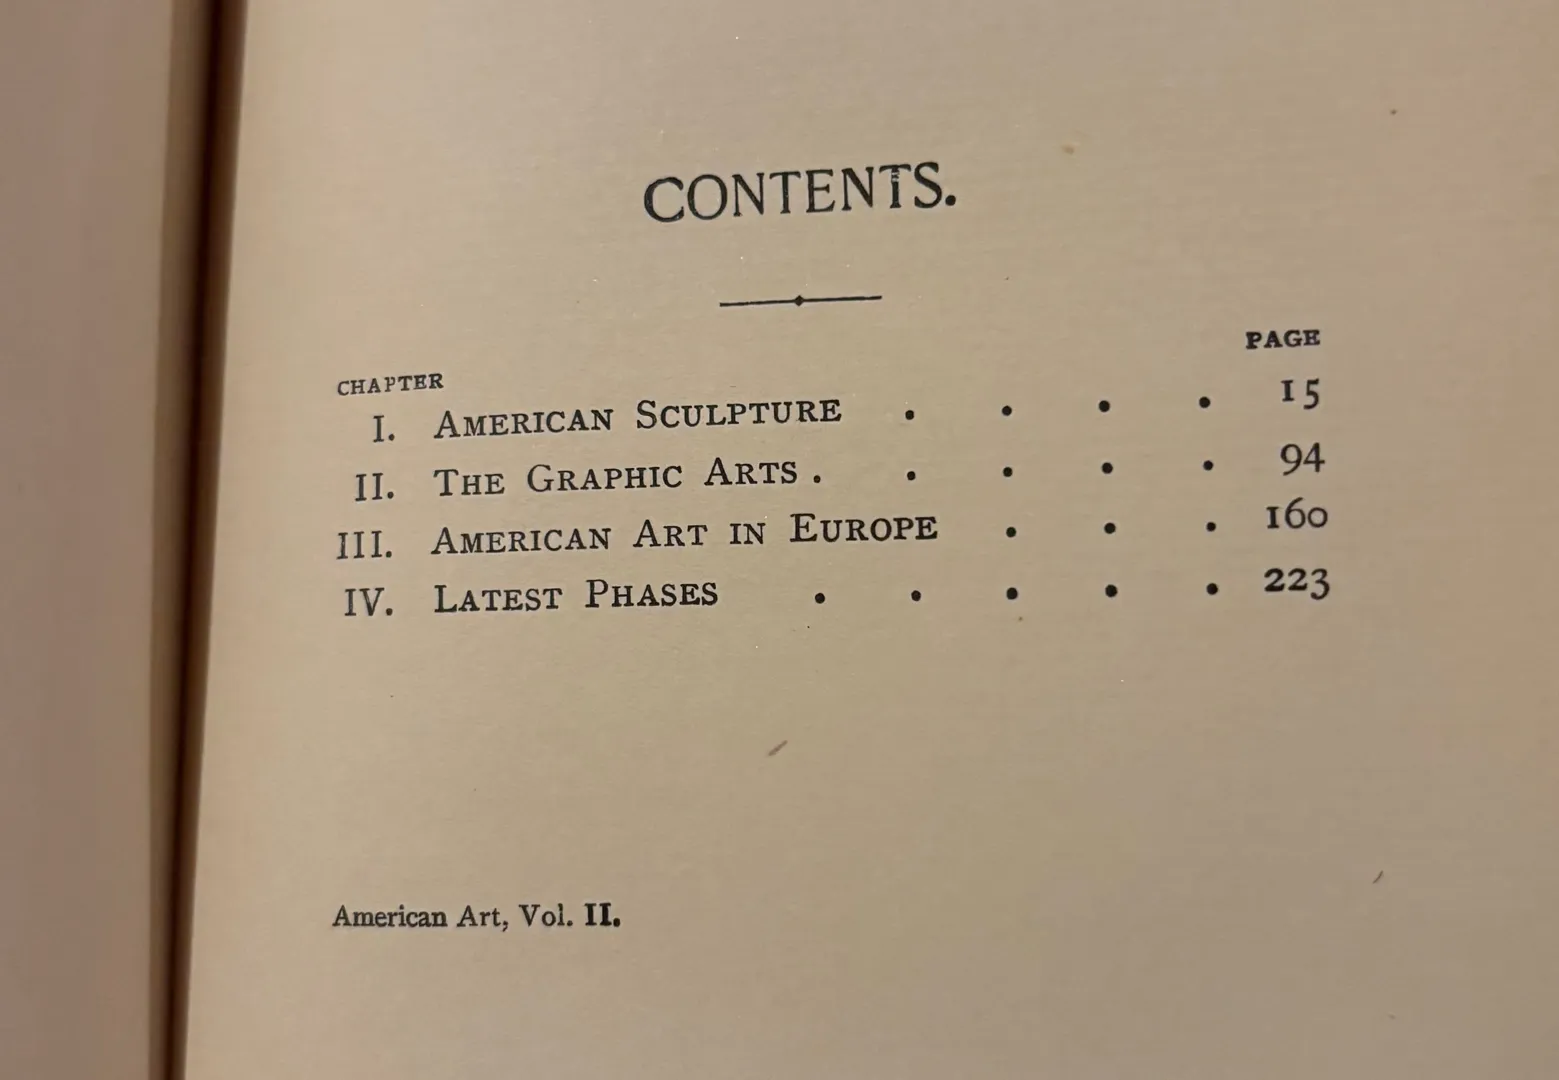 CONTENTS.
PAGE
CHAPTER
I. AMERICAN SCULPTURE . . . . 15
II. THE GRAPHIC ARTS . . . . . 94
III. AMERICAN ART IN EUROPE . . . 160
IV. LATEST PHASES . . . . . 223
American Art, Vol. II.